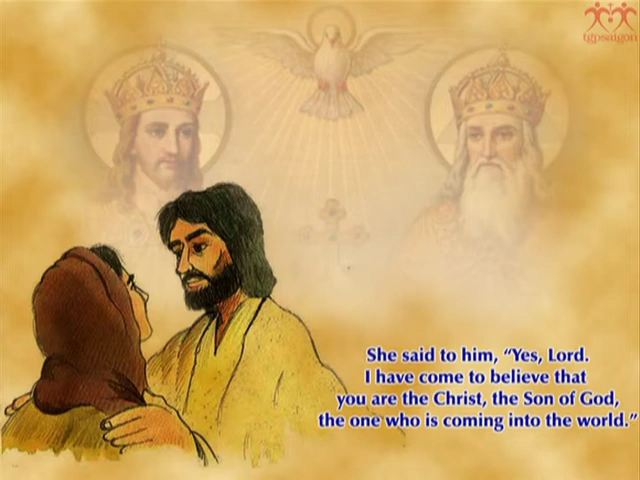 tgpsaigon
She said to him, “Yes, Lord.
I have come to believe that
you are the Christ, the Son of God,
the one who is coming into the world.”